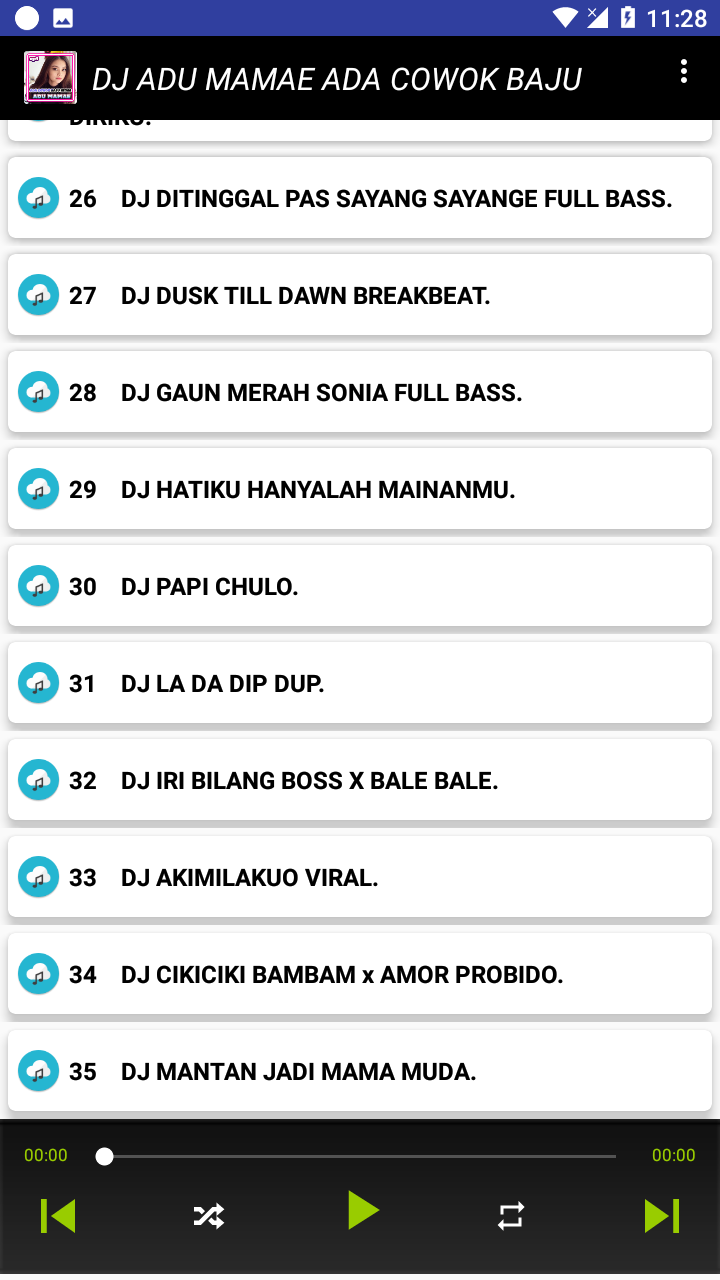 11:28
DJ ADU MAMAE ADA COWOK BAJU
DIRIKU.
26 DJ DITINGGAL PAS SAYANG SAYANGE FULL BASS.
27 DJ DUSK TILL DAWN BREAKBEAT.
28 DJ GAUN MERAH SONIA FULL BASS.
29 DJ HATIKU HANYALAH MAINANMU.
30 DJ PAPI CHULO.
31 DJ LA DA DIP DUP.
32 DJ IRI BILANG BOSS X BALE BALE.
33 DJ AKIMILAKUO VIRAL.
34 DJ CIKICIKI BAMBAM x AMOR PROBIDO.
35 DJ MANTAN JADI MAMA MUDA.
00:00 00:00